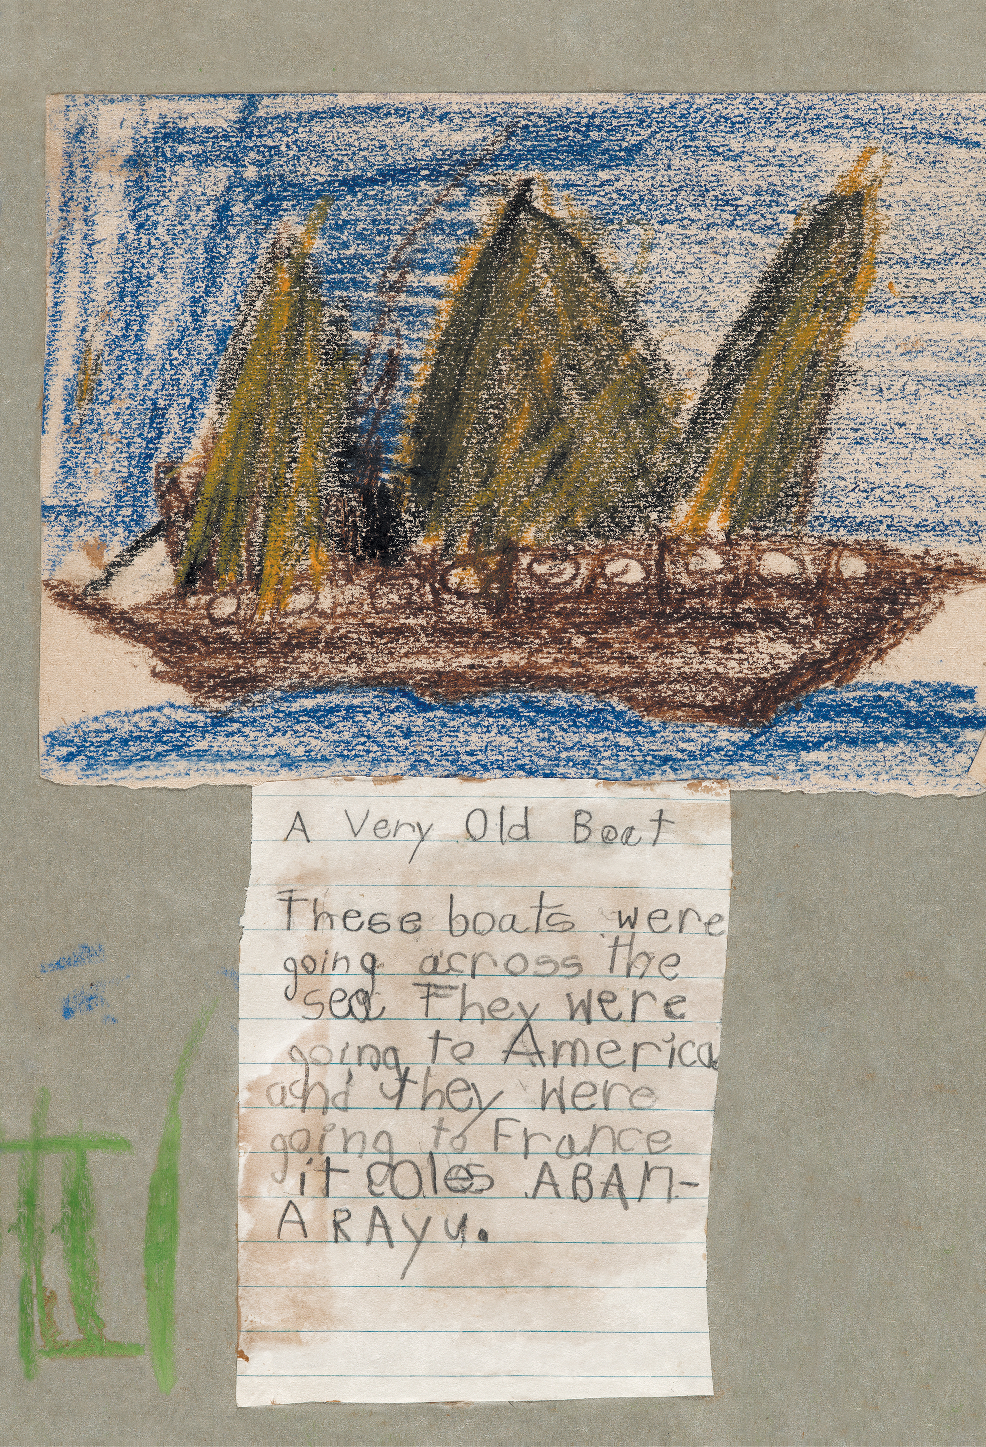 A Very Old Boat
These boats were
going across the
sea They were
going to America
and they were
going to France
it coles ABAM-
ARAyu.